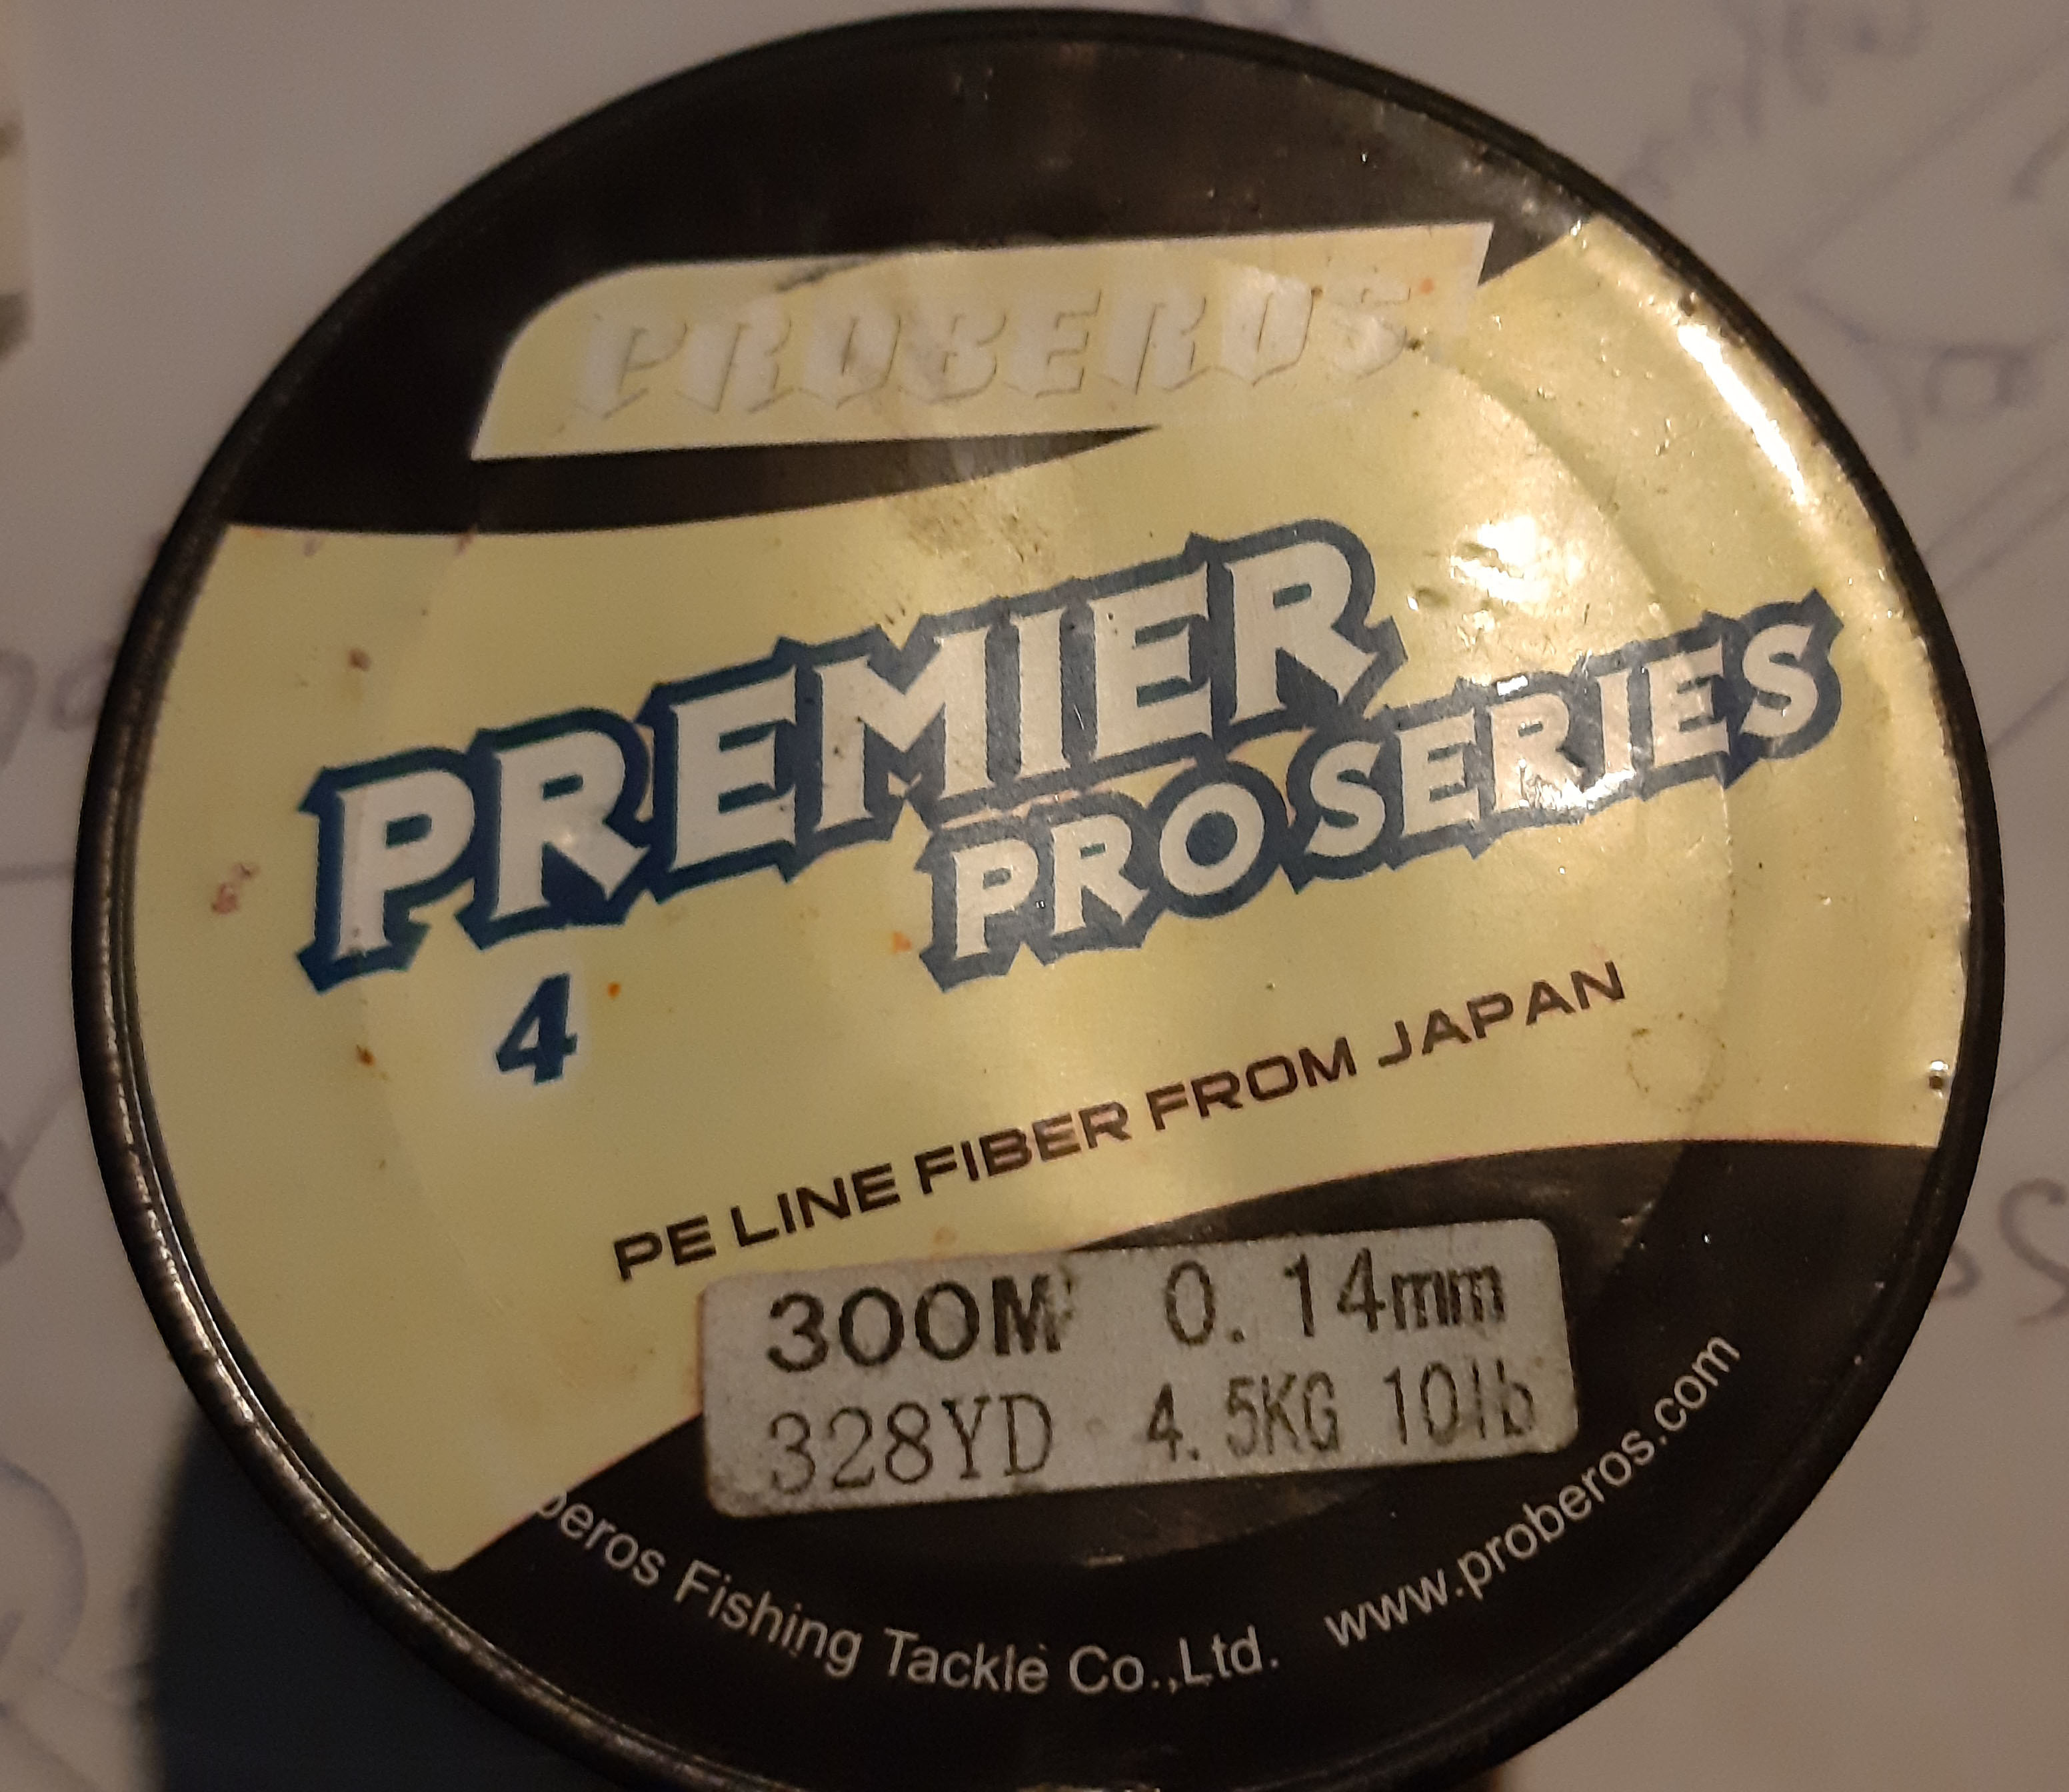 PROBEROS
PREMIER
PRO SERIES
4
PE LINE FIBER FROM JAPAN
300M 0.14mm
328YD 4.5KG 10lb
beros Fishing Tackle Co.,Ltd. www.proberos.com